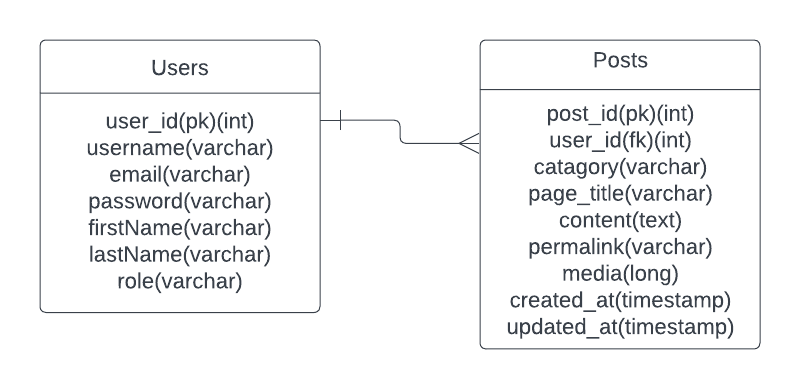 Users
user_id(pk)(int)
username(varchar)
email(varchar)
password(varchar)
firstName(varchar)
lastName(varchar)
role(varchar)
Posts
post_id(pk)(int)
user_id(fk)(int)
catagory(varchar)
page_title(varchar)
content(text)
permalink(varchar)
media(long)
created_at(timestamp)
updated_at(timestamp)